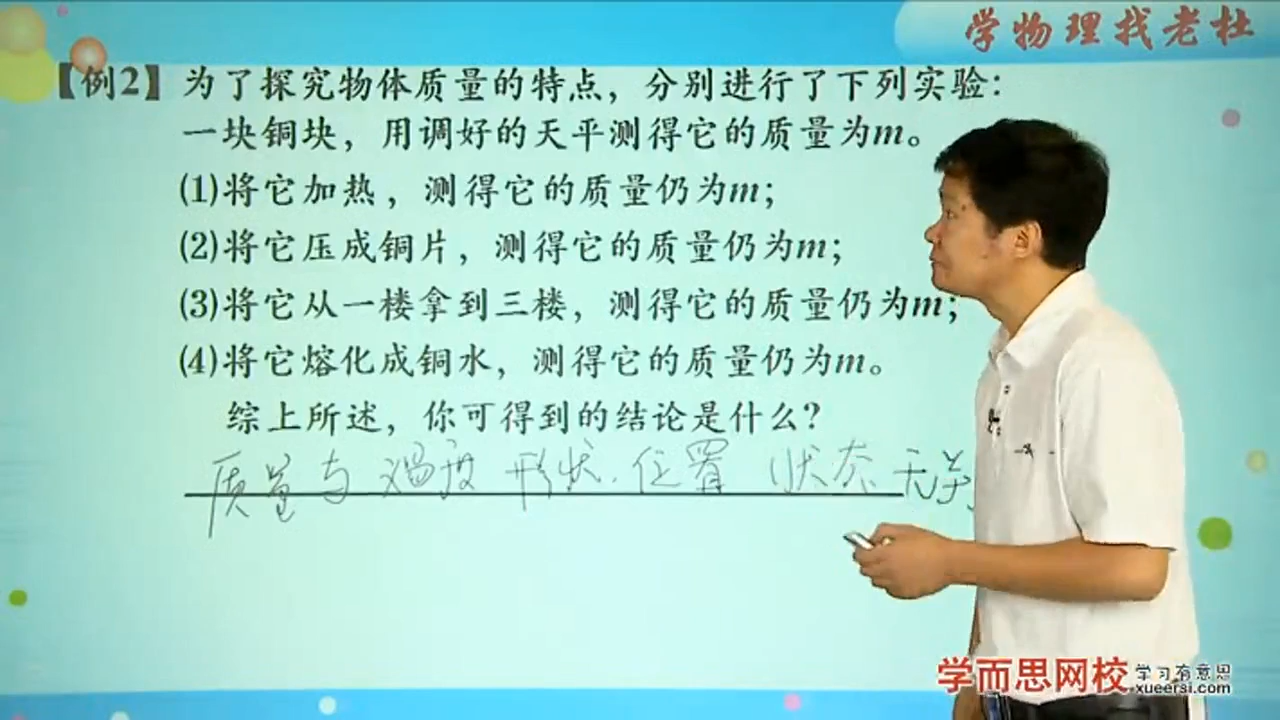 学物理找老杜
【例2】为了探究物体质量的特点，分别进行了下列实验：
一块铜块，用调好的天平测得它的质量为m。
(1)将它加热，测得它的质量仍为m；
(2)将它压成铜片，测得它的质量仍为m；
(3)将它从一楼拿到三楼，测得它的质量仍为m；
(4)将它熔化成铜水，测得它的质量仍为m。
综上所述，你可得到的结论是什么？
质量与温度 形状.位置 状态 无关
学而思网校 学习有意思
xueersi.com